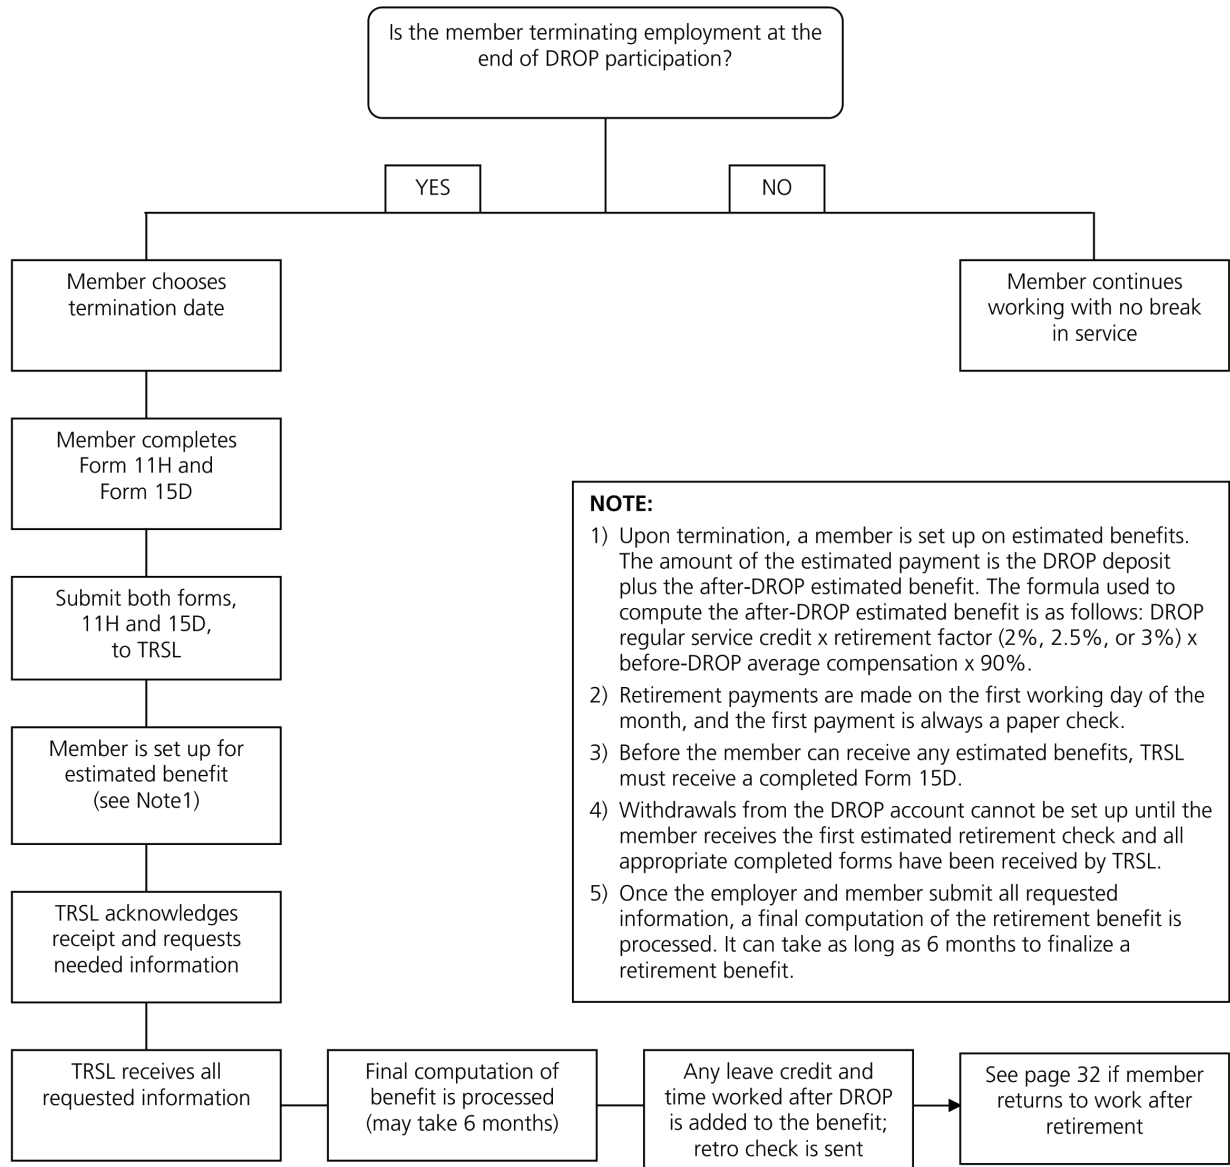 Is the member terminating employment at the
end of DROP participation?
YES
NO
Member chooses
termination date
Member continues
working with no break
in service
Member completes
Form 11H and
Form 15D
Submit both forms,
11H and 15D,
to TRSL
Member is set up for
estimated benefit
(see Note1)
TRSL acknowledges
receipt and requests
needed information
NOTE:
1) Upon termination, a member is set up on estimated benefits.
The amount of the estimated payment is the DROP deposit
plus the after-DROP estimated benefit. The formula used to
compute the after-DROP estimated benefit is as follows: DROP
regular service credit x retirement factor (2%, 2.5%, or 3%) x
before-DROP average compensation x 90%.
2) Retirement payments are made on the first working day of the
month, and the first payment is always a paper check.
3) Before the member can receive any estimated benefits, TRSL
must receive a completed Form 15D.
4) Withdrawals from the DROP account cannot be set up until the
member receives the first estimated retirement check and all
appropriate completed forms have been received by TRSL.
5) Once the employer and member submit all requested
information, a final computation of the retirement benefit is
processed. It can take as long as 6 months to finalize a
retirement benefit.
TRSL receives all
requested information
Final computation of
benefit is processed
(may take 6 months)
Any leave credit and
time worked after DROP
is added to the benefit;
retro check is sent
See page 32 if member
returns to work after
retirement